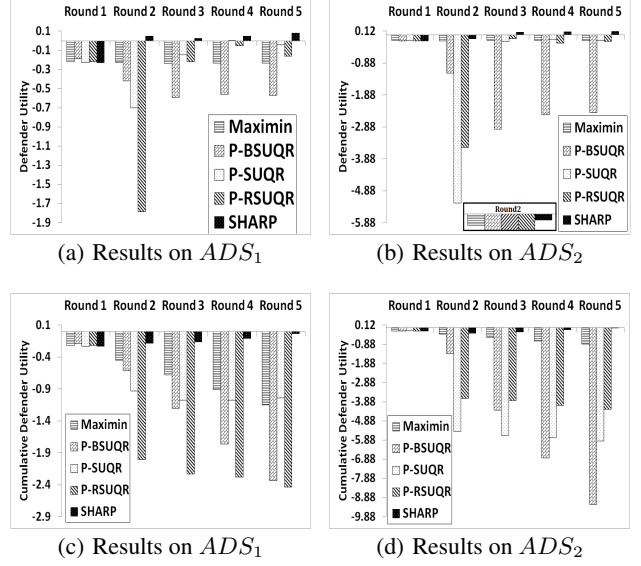 Round 1 Round 2 Round 3 Round 4 Round 5
0.1
-0.1
-0.3
-0.5
-0.7
-0.9
-1.1
-1.3
-1.5
-1.7
-1.9
Defender Utility
Maximin
P-BSUQR
P-SUQR
P-RSUQR
SHARP
(a) Results on ADS1
Round 1 Round 2 Round 3 Round 4 Round 5
0.12
-0.88
-1.88
-2.88
-3.88
-4.88
-5.88
Defender Utility
Maximin
P-BSUQR
P-SUQR
P-RSUQR
SHARP
Round2
(b) Results on ADS2
Round 1 Round 2 Round 3 Round 4 Round 5
0.1
-0.4
-0.9
-1.4
-1.9
-2.4
-2.9
Cumulative Defender Utility
Maximin
P-BSUQR
P-SUQR
P-RSUQR
SHARP
(c) Results on ADS1
Round 1 Round 2 Round 3 Round 4 Round 5
0.12
-0.88
-1.88
-2.88
-3.88
-4.88
-5.88
-6.88
-7.88
-8.88
-9.88
Cumulative Defender Utility
Maximin
P-BSUQR
P-SUQR
P-RSUQR
SHARP
(d) Results on ADS2